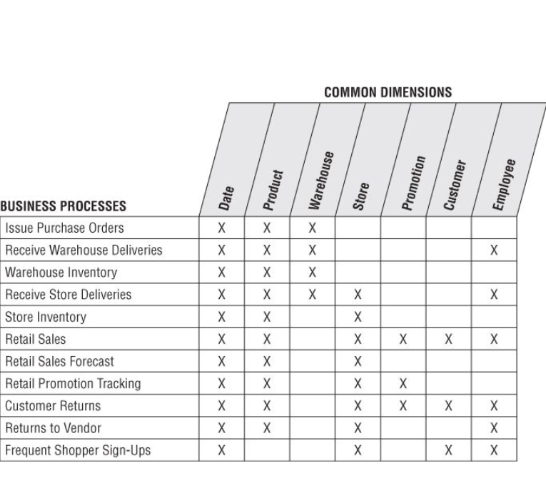 COMMON DIMENSIONS
BUSINESS PROCESSES Date Product Warehouse Store Promotion Customer Employee
Issue Purchase Orders X X X
Receive Warehouse Deliveries X X X X
Warehouse Inventory X X X
Receive Store Deliveries X X X X X
Store Inventory X X X
Retail Sales X X X X X X
Retail Sales Forecast X X X
Retail Promotion Tracking X X X X
Customer Returns X X X X X X
Returns to Vendor X X X X
Frequent Shopper Sign-Ups X X X X